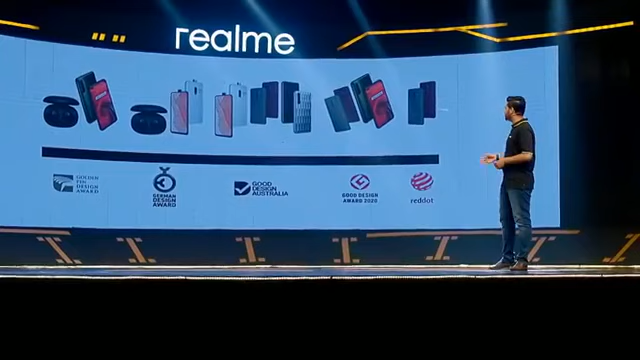 realme
GOLDEN
PIN
DESIGN
AWARD
GERMAN
DESIGN
AWARD
GOOD
DESIGN
AUSTRALIA
GOOD DESIGN
AWARD 2020
reddot